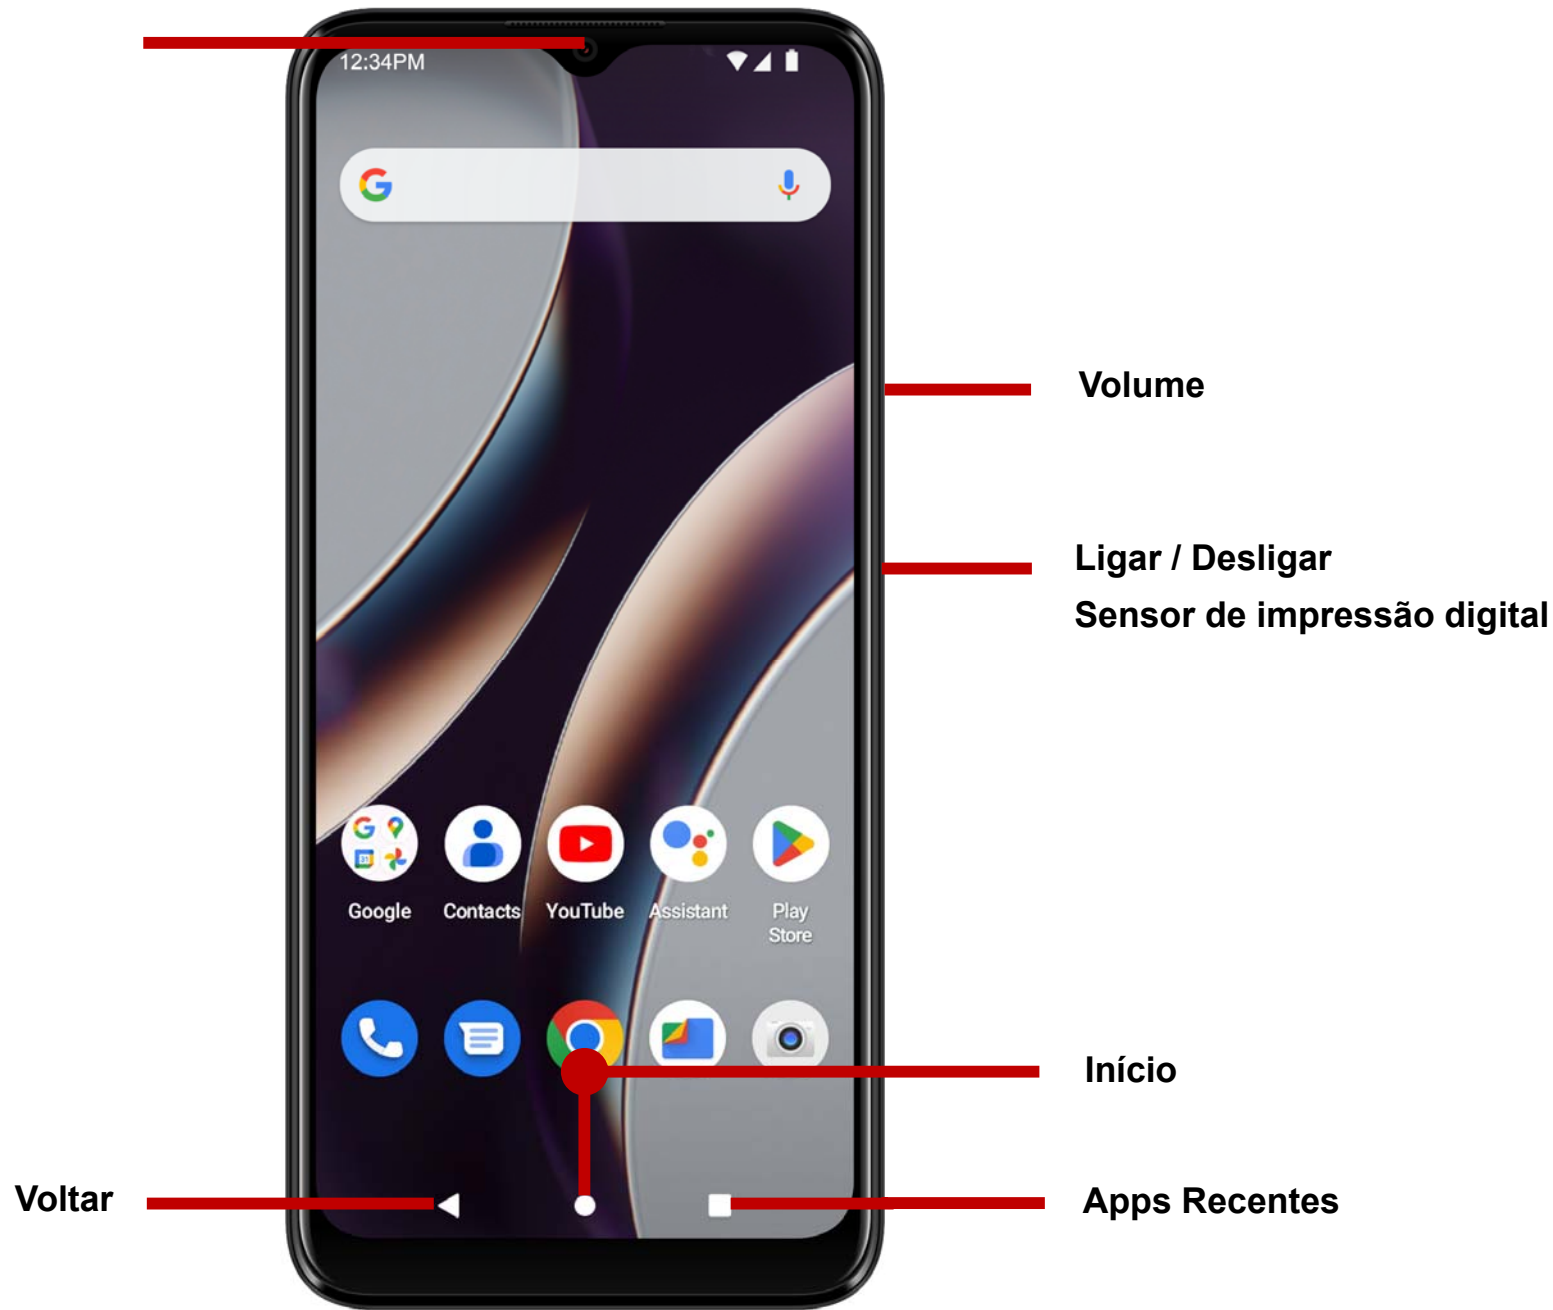 12:34PM
Volume
Ligar / Desligar
Sensor de impressão digital
Google
Contacts
YouTube
Assistant
Play
Store
Início
Voltar
Apps Recentes